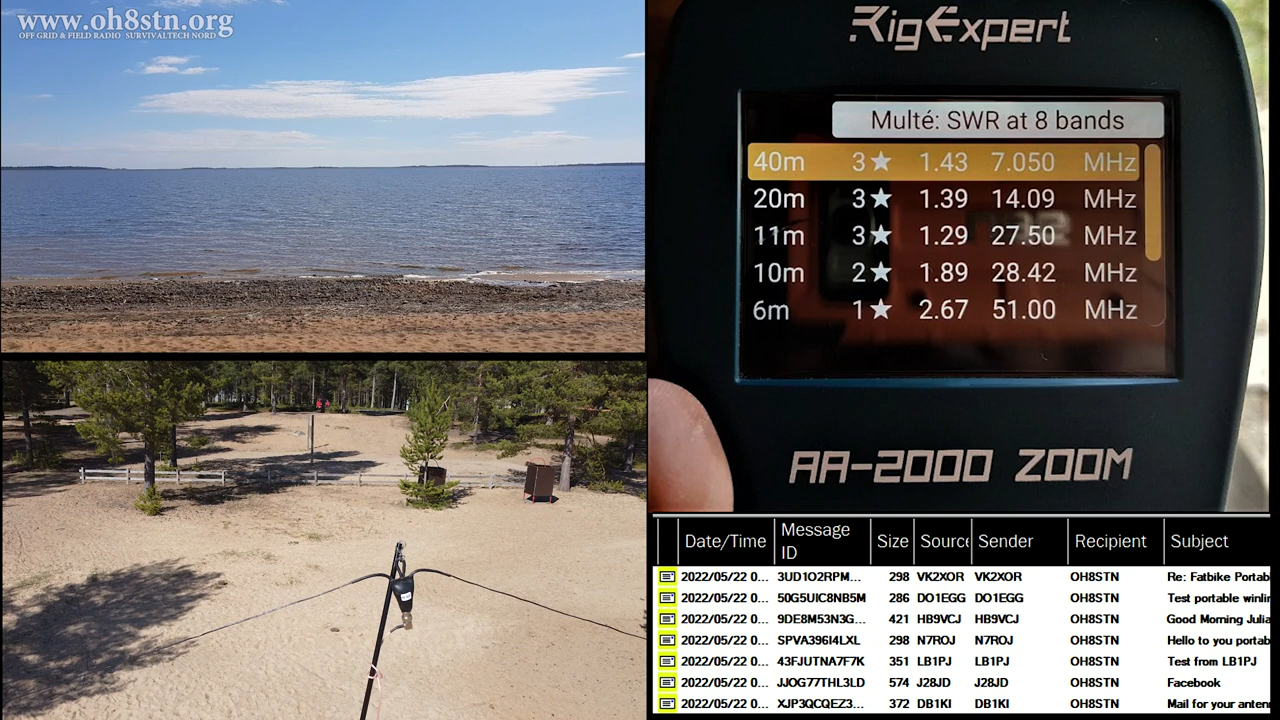 www.oh8stn.org
OFF GRID & FIELD RADIO SURVIVALTECH NORD
RigExpert
Multé: SWR at 8 bands
40m 3★ 1.43 7.050 MHz
20m 3★ 1.39 14.09 MHz
11m 3★ 1.29 27.50 MHz
10m 2★ 1.89 28.42 MHz
6m 1★ 2.67 51.00 MHz
AA-2000 ZOOM
Date/Time Message ID Size Source Sender Recipient Subject
2022/05/22 0... 3UD1O2RPM... 298 VK2XOR VK2XOR OH8STN Re: Fatbike Portab
2022/05/22 0... 50G5UIC8NB5M 286 DO1EGG DO1EGG OH8STN Test portable winlin
2022/05/22 0... 9DE8M53N3G... 421 HB9VCJ HB9VCJ OH8STN Good Morning Julia
2022/05/22 0... SPVA396I4LXL 298 N7ROJ N7ROJ OH8STN Hello to you portab
2022/05/22 0... 43FJUTNA7F7K 351 LB1PJ LB1PJ OH8STN Test from LB1PJ
2022/05/22 0... JJOG77THL3LD 574 J28JD J28JD OH8STN Facebook
2022/05/22 0... XJP3QCQEZ3... 372 DB1KI DB1KI OH8STN Mail for your anten